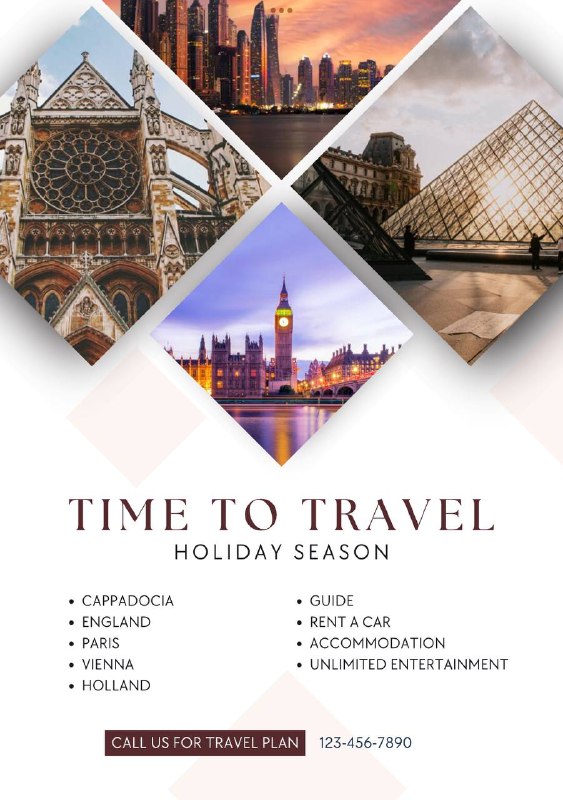 TIME TO TRAVEL
HOLIDAY SEASON
• CAPPADOCIA
• ENGLAND
• PARIS
• VIENNA
• HOLLAND
• GUIDE
• RENT A CAR
• ACCOMMODATION
• UNLIMITED ENTERTAINMENT
CALL US FOR TRAVEL PLAN 123-456-7890